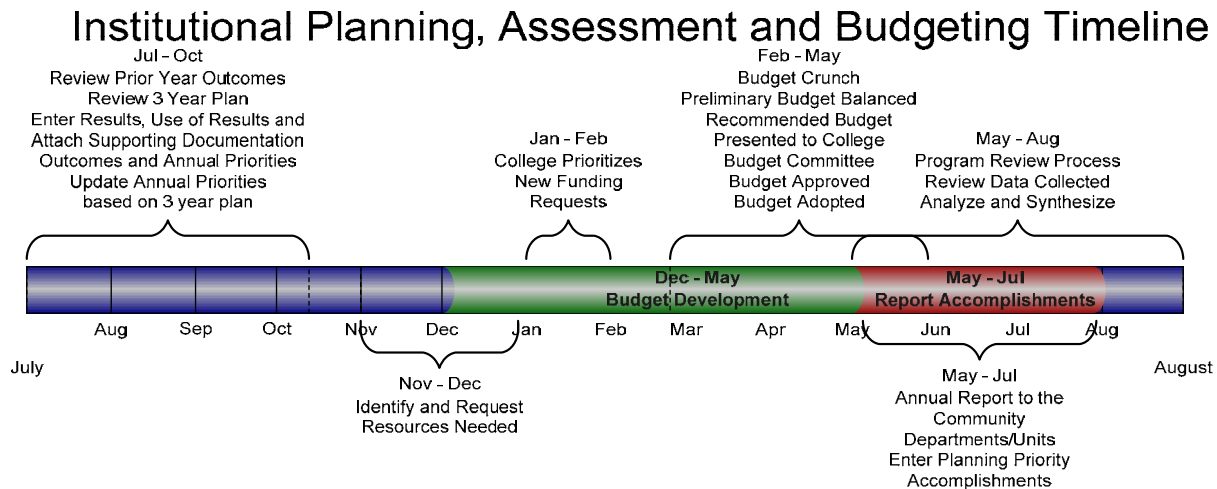 Institutional Planning, Assessment and Budgeting Timeline
Jul - Oct
Review Prior Year Outcomes
Review 3 Year Plan
Enter Results, Use of Results and
Attach Supporting Documentation
Outcomes and Annual Priorities
Update Annual Priorities
based on 3 year plan
Jan - Feb
College Prioritizes
New Funding
Requests
Feb - May
Budget Crunch
Preliminary Budget Balanced
Recommended Budget
Presented to College
Budget Committee
Budget Approved
Budget Adopted
May - Aug
Program Review Process
Review Data Collected
Analyze and Synthesize
Dec - May
Budget Development
May - Jul
Report Accomplishments
Aug Sep Oct Nov Dec Jan Feb Mar Apr May Jun Jul Aug
July
August
Nov - Dec
Identify and Request
Resources Needed
May - Jul
Annual Report to the
Community
Departments/Units
Enter Planning Priority
Accomplishments